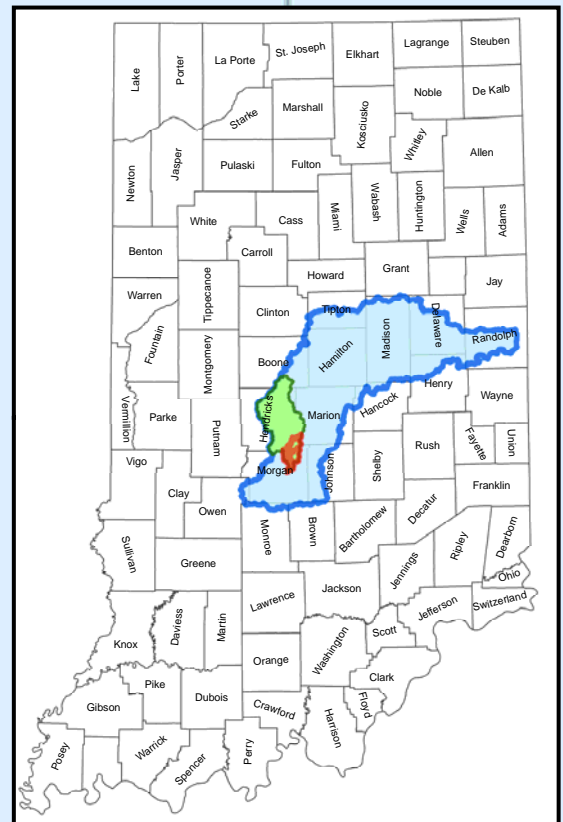 Lake
Porter
La Porte
St. Joseph
Elkhart
Lagrange
Steuben
Noble
De Kalb
Starke
Marshall
Kosciusko
Whitley
Allen
Newton
Jasper
Pulaski
Fulton
Miami
Wabash
Huntington
Wells
Adams
White
Cass
Benton
Carroll
Howard
Grant
Jay
Warren
Tippecanoe
Clinton
Tipton
Delaware
Randolph
Fountain
Montgomery
Boone
Hamilton
Madison
Henry
Wayne
Vermillion
Parke
Putnam
Hendricks
Marion
Hancock
Rush
Fayette
Union
Vigo
Clay
Owen
Morgan
Johnson
Shelby
Franklin
Sullivan
Greene
Monroe
Brown
Bartholomew
Decatur
Jennings
Ripley
Dearborn
Ohio
Switzerland
Jefferson
Knox
Daviess
Martin
Lawrence
Jackson
Scott
Washington
Orange
Clark
Gibson
Pike
Dubois
Crawford
Harrison
Floyd
Posey
Warrick
Spencer
Perry